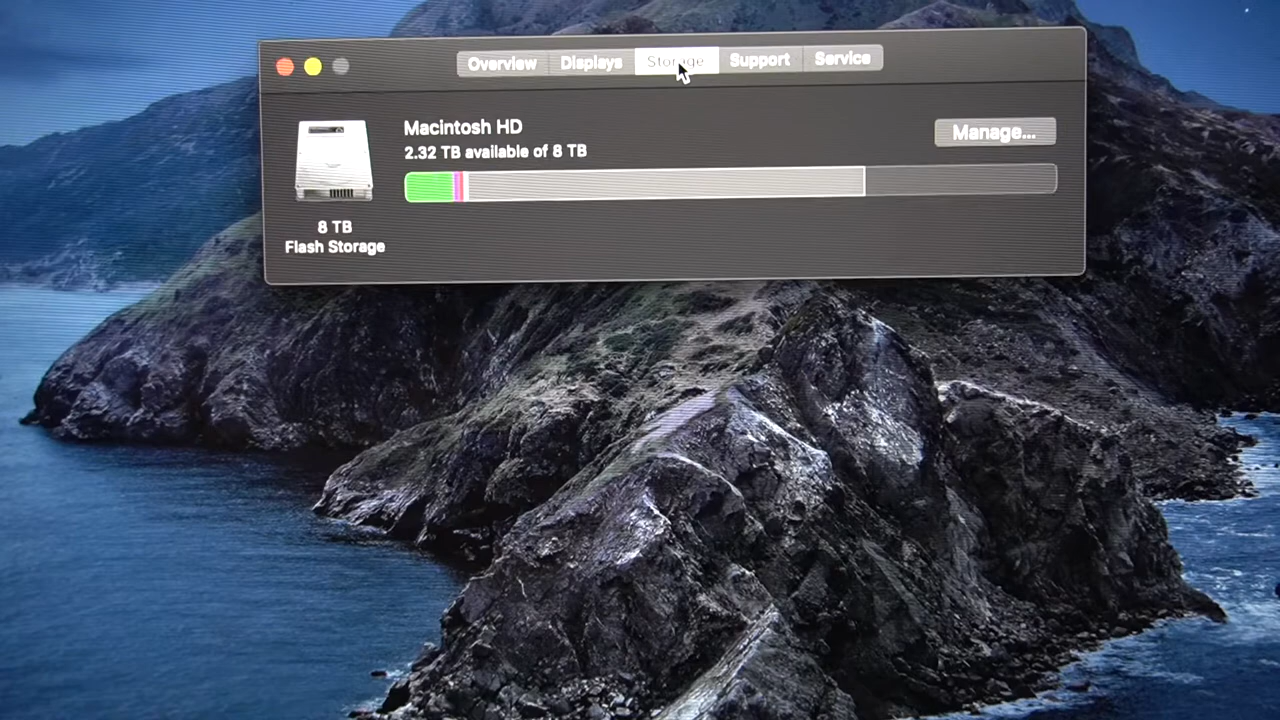 Overview Displays Storage Support Service
Macintosh HD
2.32 TB available of 8 TB
Manage...
8 TB
Flash Storage